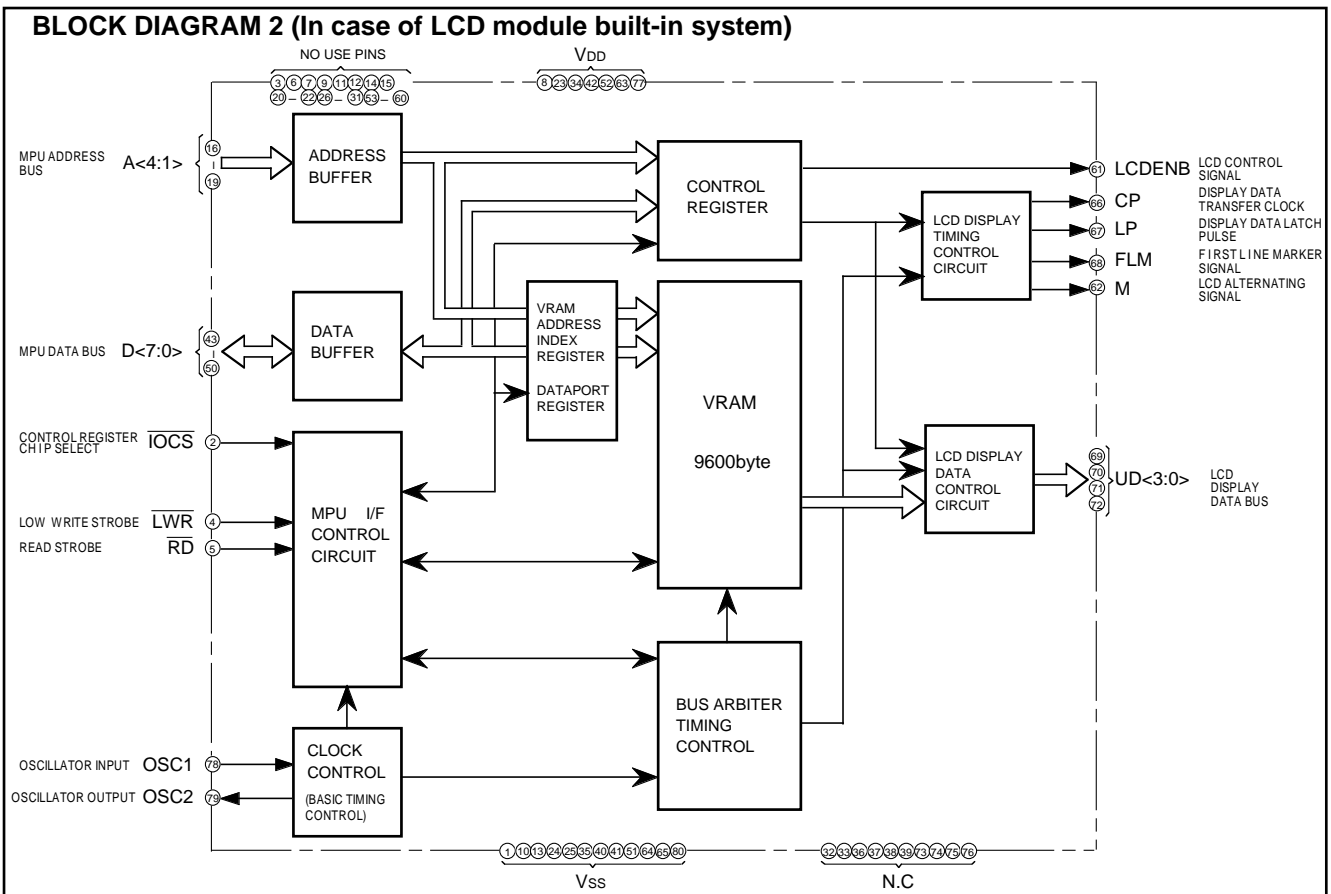 BLOCK DIAGRAM 2 (In case of LCD module built-in system)
NO USE PINS
3 6 7 9 11 12 14 15
20 – 22 26 – 31 53 – 60
VDD
8 23 34 42 52 63 77
MPU ADDRESS
BUS
A<4:1>
16
19
ADDRESS
BUFFER
CONTROL
REGISTER
61 LCDENB
LCD CONTROL
SIGNAL
LCD DISPLAY
TIMING
CONTROL
CIRCUIT
66 CP
DISPLAY DATA
TRANSFER CLOCK
67 LP
DISPLAY DATA LATCH
PULSE
68 FLM
FIRST LINE MARKER
SIGNAL
62 M
LCD ALTERNATING
SIGNAL
MPU DATA BUS
D<7:0>
43
50
DATA
BUFFER
VRAM
ADDRESS
INDEX
REGISTER
DATAPORT
REGISTER
VRAM
9600byte
CONTROL REGISTER
CHIP SELECT
IOCS
2
LOW WRITE STROBE
LWR
4
READ STROBE
RD
5
MPU I/F
CONTROL
CIRCUIT
LCD DISPLAY
DATA
CONTROL
CIRCUIT
69
70
71
72
UD<3:0>
LCD
DISPLAY
DATA BUS
BUS ARBITER
TIMING
CONTROL
OSCILLATOR INPUT OSC1 78
OSCILLATOR OUTPUT OSC2 79
CLOCK
CONTROL
(BASIC TIMING
CONTROL)
1 10 13 24 25 35 40 41 51 64 65 80
VSS
32 33 36 37 38 39 73 74 75 76
N.C